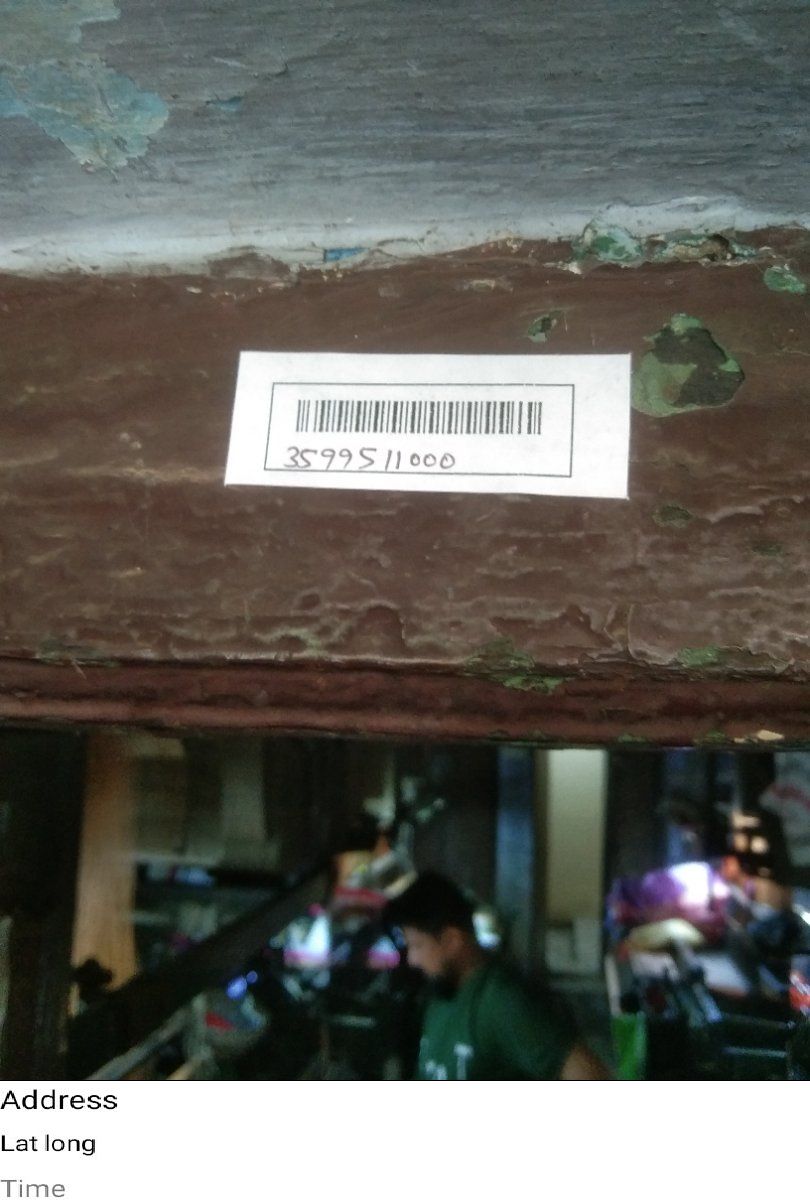 3599511000
Address
Lat long
Time